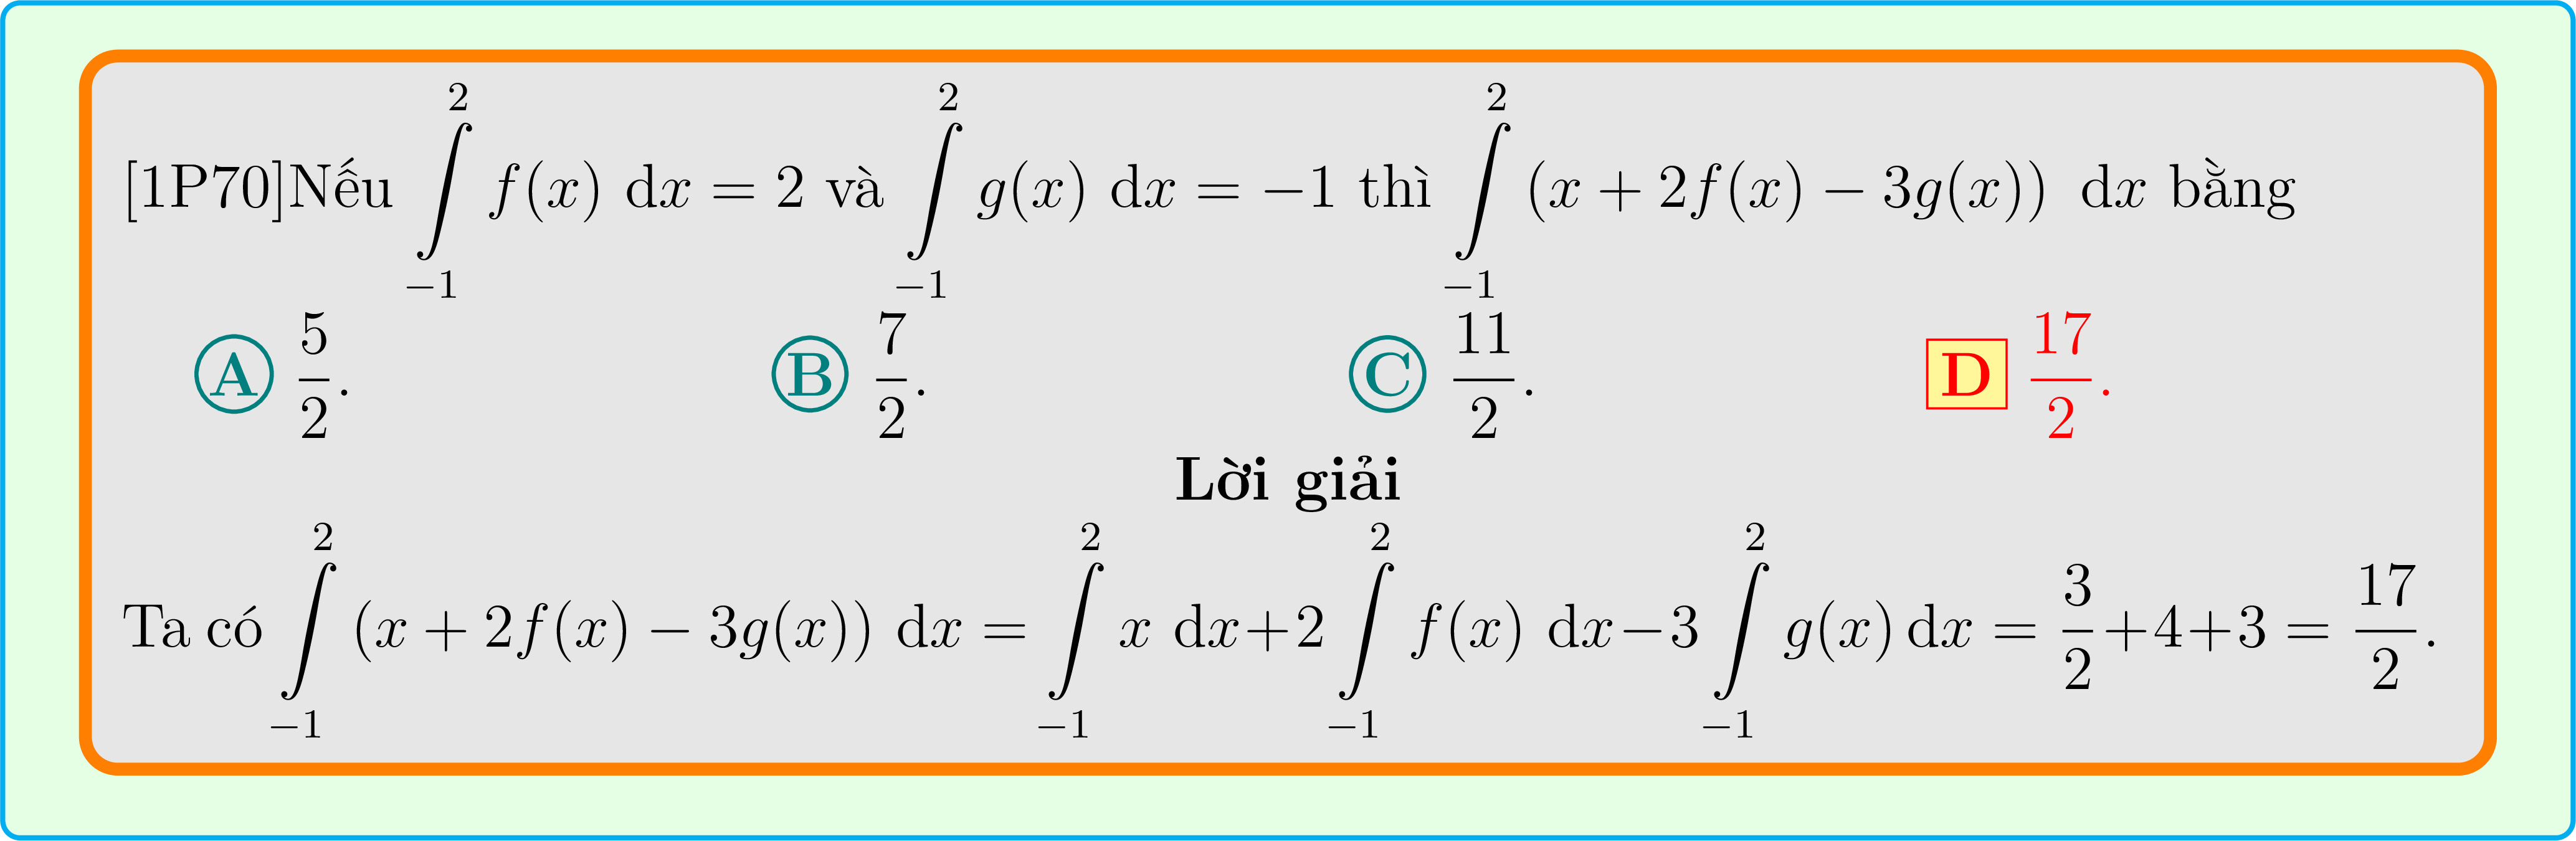 [1P70]Nếu $\int\limits_{-1}^{2} f(x)\ \mathrm{d}x = 2$ và $\int\limits_{-1}^{2} g(x)\ \mathrm{d}x = -1$ thì $\int\limits_{-1}^{2} (x + 2f(x) - 3g(x))\ \mathrm{d}x$ bằng
A $\frac{5}{2}$. B $\frac{7}{2}$. C $\frac{11}{2}$. D $\frac{17}{2}$.
Lời giải
Ta có $\int\limits_{-1}^{2} (x + 2f(x) - 3g(x))\ \mathrm{d}x = \int\limits_{-1}^{2} x\ \mathrm{d}x + 2\int\limits_{-1}^{2} f(x)\ \mathrm{d}x - 3\int\limits_{-1}^{2} g(x)\,\mathrm{d}x = \frac{3}{2} + 4 + 3 = \frac{17}{2}$.